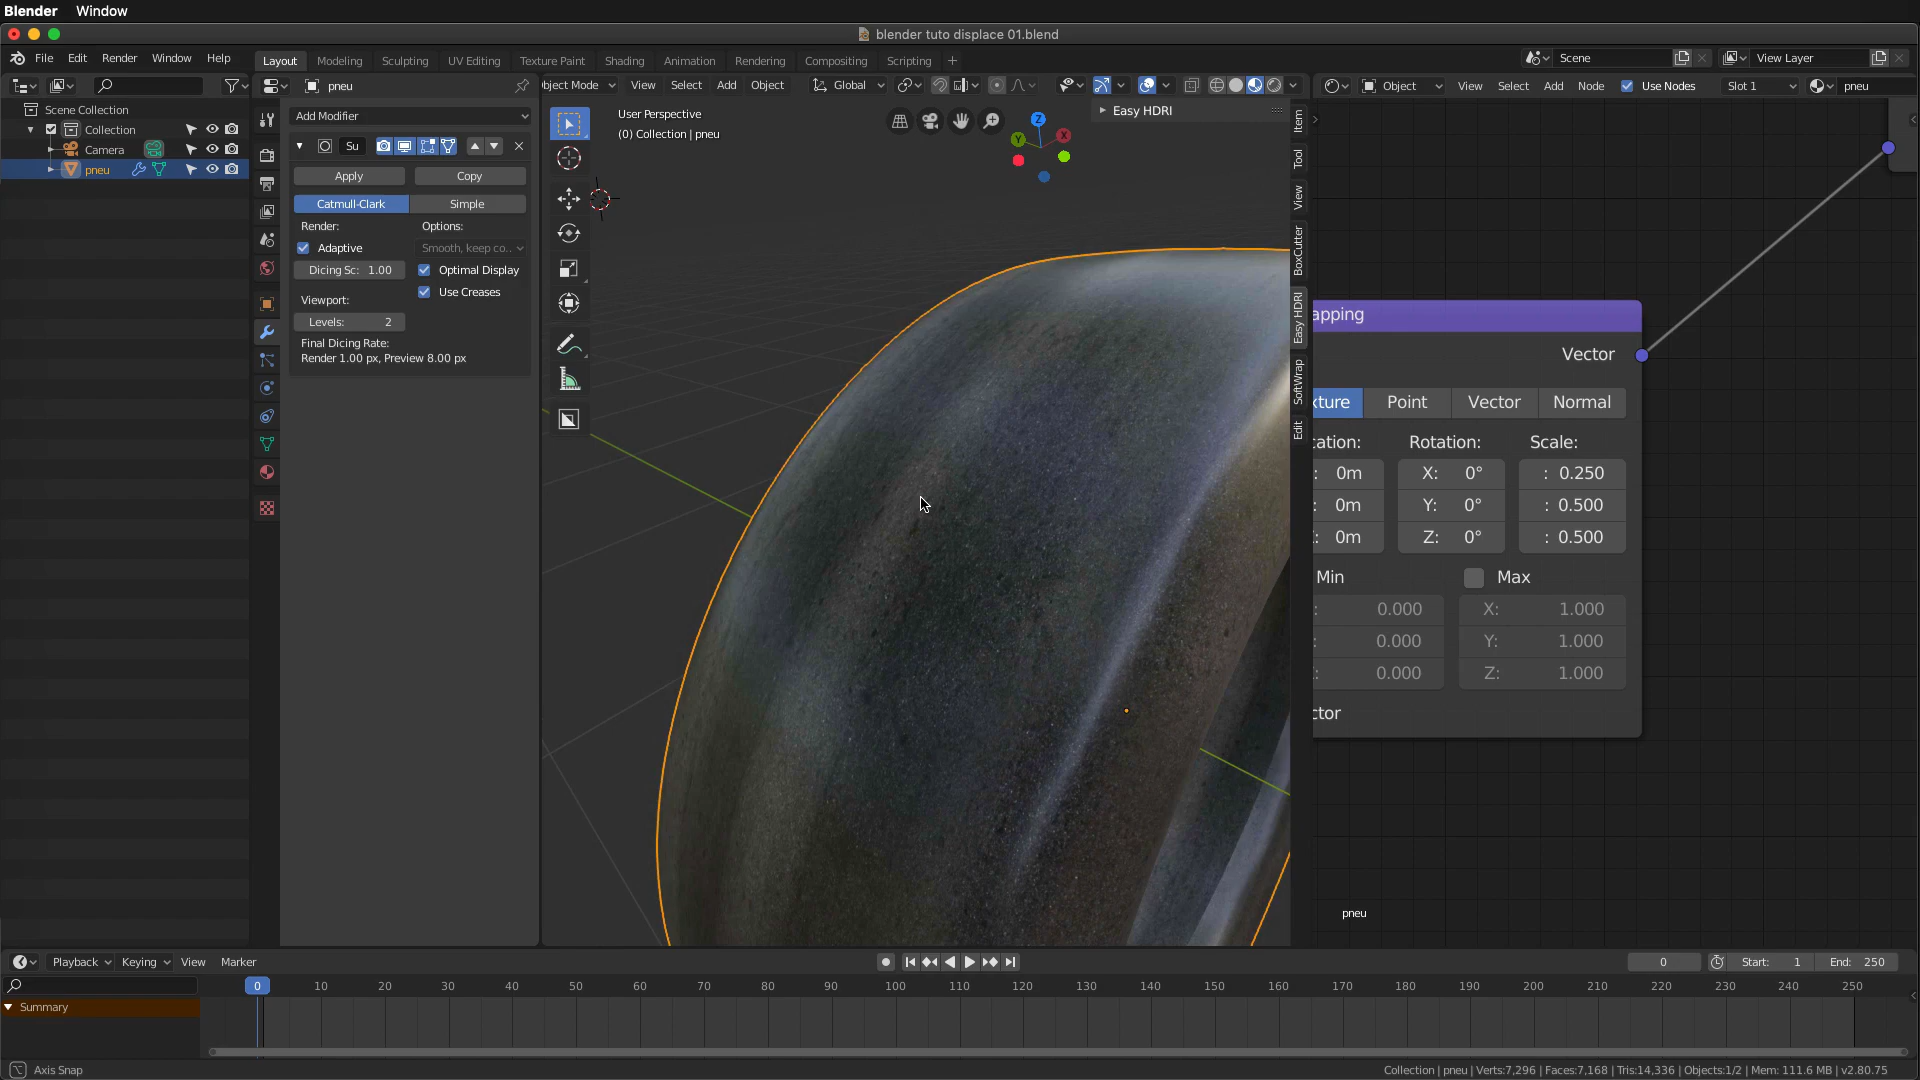 Blender Window
blender tuto displace 01.blend
File Edit Render Window Help
Layout Modeling Sculpting UV Editing Texture Paint Shading Animation Rendering Compositing Scripting +
Scene
View Layer
pneu
bject Mode View Select Add Object
Global
Object View Select Add Node Use Nodes Slot 1 pneu
Scene Collection
Collection
Camera
pneu
Add Modifier
Su
Apply Copy
Catmull-Clark Simple
Render: Options:
Adaptive Smooth, keep co..
Dicing Sc: 1.00 Optimal Display
Use Creases
Viewport:
Levels: 2
Final Dicing Rate:
Render 1.00 px, Preview 8.00 px
User Perspective
(0) Collection | pneu
Z
Y
X
Easy HDRI
Item
Tool
View
BoxCutter
Easy HDRI
SoftWrap
Edit
apping
Vector
xture Point Vector Normal
cation: Rotation: Scale:
: 0m X: 0° : 0.250
: 0m Y: 0° : 0.500
: 0m Z: 0° : 0.500
Min Max
: 0.000 X: 1.000
0.000 Y: 1.000
: 0.000 Z: 1.000
ctor
pneu
Playback Keying View Marker
0 Start: 1 End: 250
0 10 20 30 40 50 60 70 80 90 100 110 120 130 140 150 160 170 180 190 200 210 220 230 240 250
Summary
Axis Snap
Collection | pneu | Verts:7,296 | Faces:7,168 | Tris:14,336 | Objects:1/2 | Mem: 111.6 MB | v2.80.75